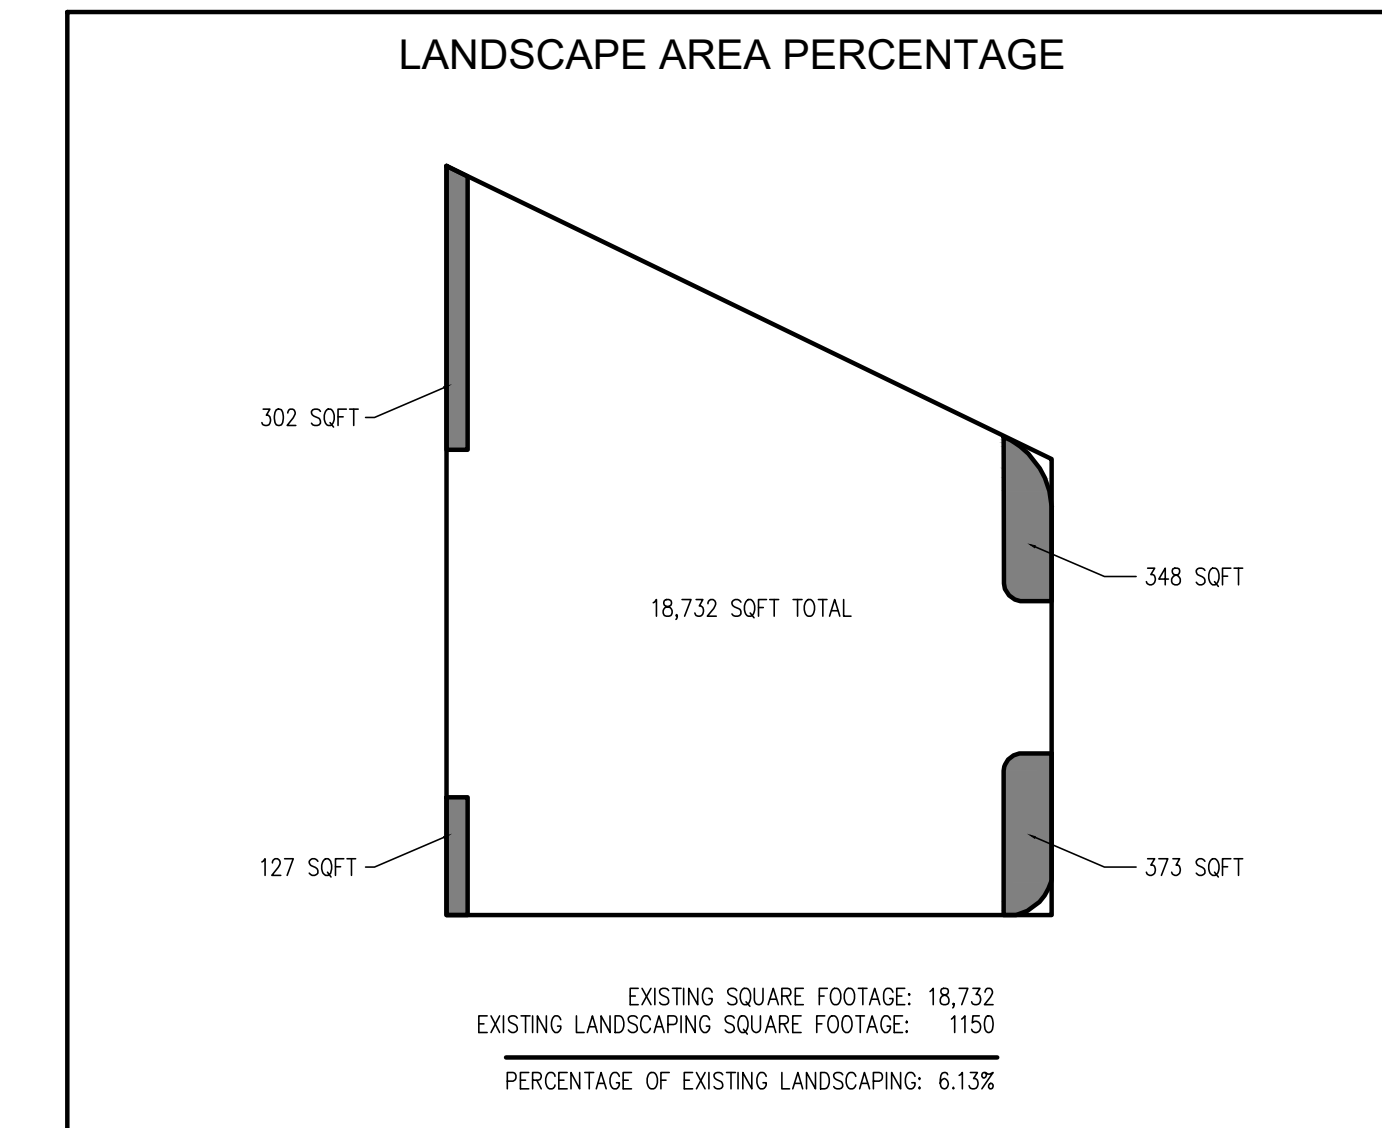 LANDSCAPE AREA PERCENTAGE
302 SQFT
348 SQFT
18,732 SQFT TOTAL
127 SQFT
373 SQFT
EXISTING SQUARE FOOTAGE: 18,732
EXISTING LANDSCAPING SQUARE FOOTAGE: 1150
PERCENTAGE OF EXISTING LANDSCAPING: 6.13%